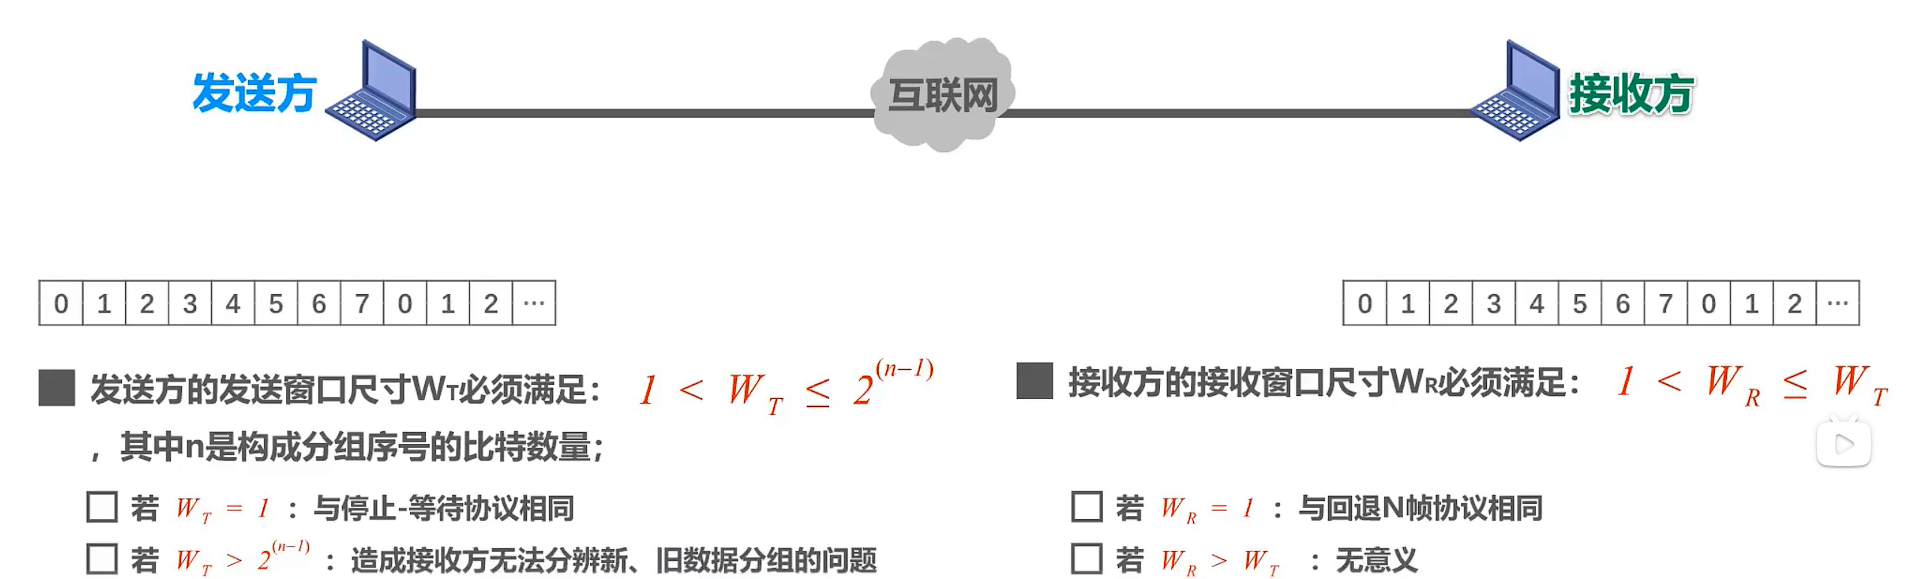 发送方
互联网
接收方
0 1 2 3 4 5 6 7 0 1 2 ···
0 1 2 3 4 5 6 7 0 1 2 ···
发送方的发送窗口尺寸W_T必须满足： 1 < W_T ≤ 2^(n−1)
，其中n是构成分组序号的比特数量；
若 W_T = 1 ：与停止-等待协议相同
若 W_T > 2^(n−1) ：造成接收方无法分辨新、旧数据分组的问题
接收方的接收窗口尺寸W_R必须满足： 1 < W_R ≤ W_T
若 W_R = 1 ：与回退N帧协议相同
若 W_R > W_T ：无意义